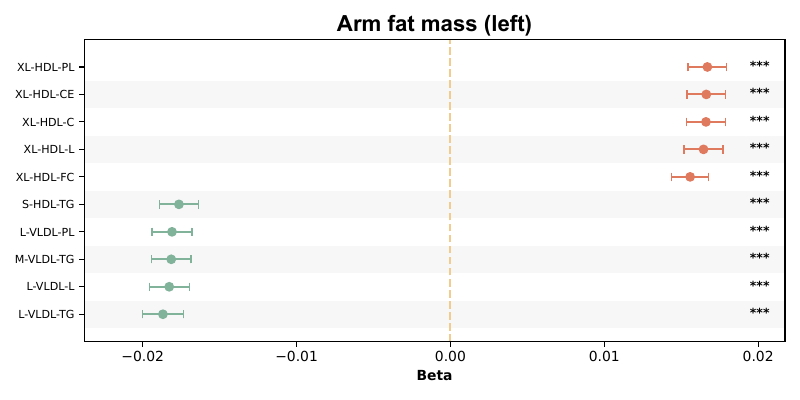 Arm fat mass (left)
XL-HDL-PL ***
XL-HDL-CE ***
XL-HDL-C ***
XL-HDL-L ***
XL-HDL-FC ***
S-HDL-TG ***
L-VLDL-PL ***
M-VLDL-TG ***
L-VLDL-L ***
L-VLDL-TG ***
−0.02 −0.01 0.00 0.01 0.02
Beta